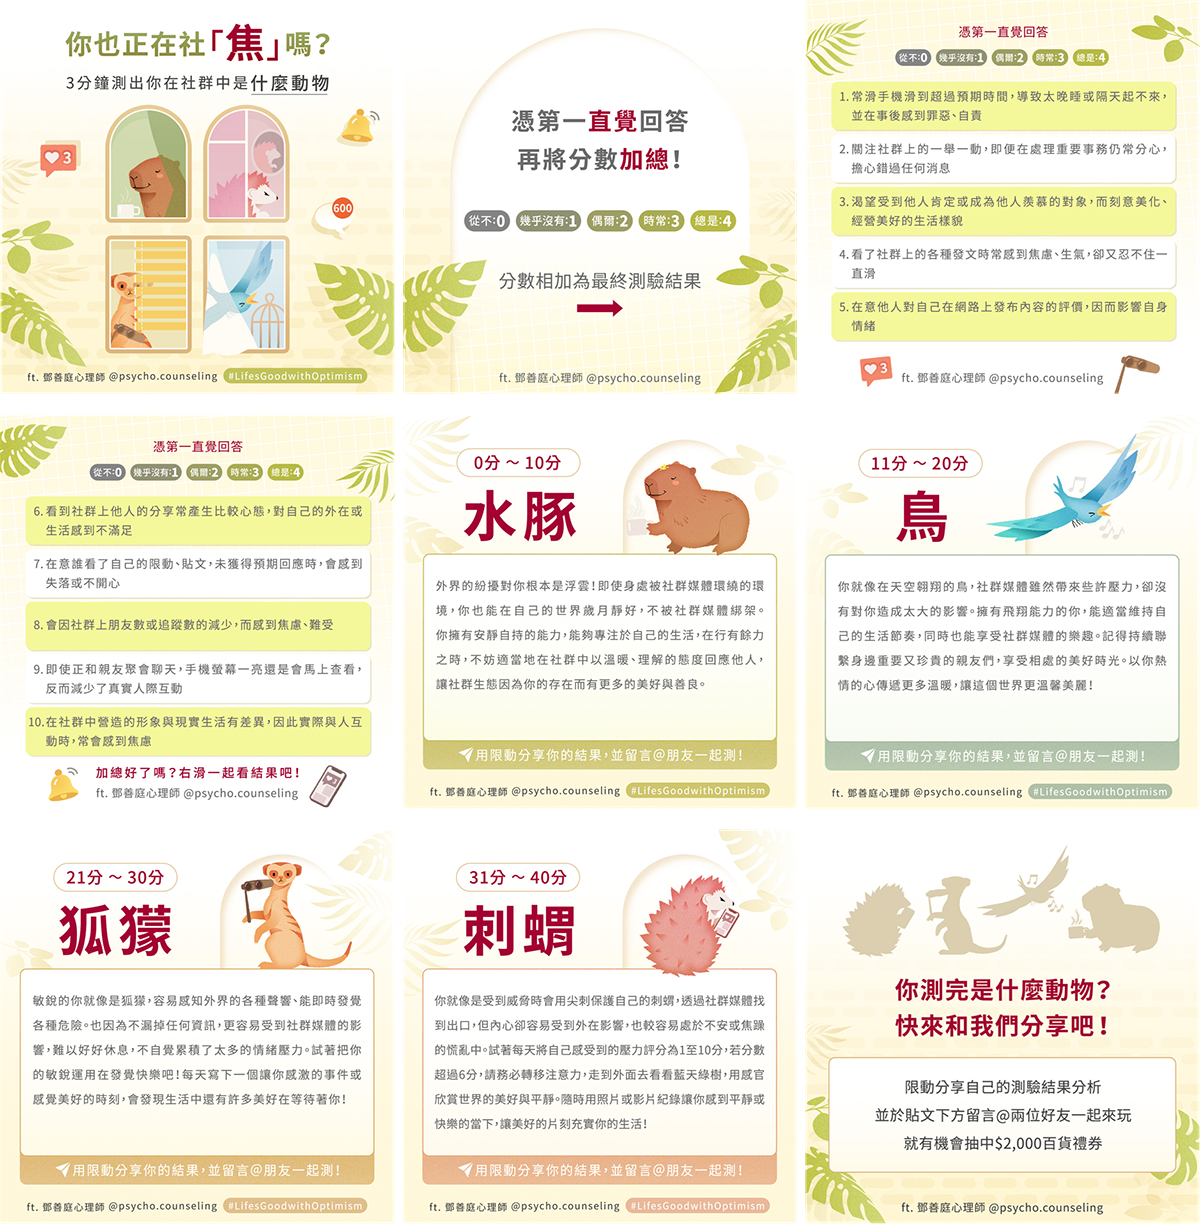 你也正在社「焦」嗎？
3分鐘測出你在社群中是什麼動物
3
600
ft. 鄧善庭心理師 @psycho.counseling #LifesGoodwithOptimism
憑第一直覺回答
再將分數加總！
從不：0 幾乎沒有：1 偶爾：2 時常：3 總是：4
分數相加為最終測驗結果
ft. 鄧善庭心理師 @psycho.counseling
憑第一直覺回答
從不：0 幾乎沒有：1 偶爾：2 時常：3 總是：4
1. 常滑手機滑到超過預期時間，導致太晚睡或隔天起不來，
並在事後感到罪惡、自責
2. 關注社群上的一舉一動，即便在處理重要事務仍常分心，
擔心錯過任何消息
3. 渴望受到他人肯定或成為他人羨慕的對象，而刻意美化、
經營美好的生活樣貌
4. 看了社群上的各種發文時常感到焦慮、生氣，卻又忍不住一
直滑
5. 在意他人對自己在網路上發布內容的評價，因而影響自身
情緒
3
ft. 鄧善庭心理師 @psycho.counseling
憑第一直覺回答
從不：0 幾乎沒有：1 偶爾：2 時常：3 總是：4
6. 看到社群上他人的分享常產生比較心態，對自己的外在或
生活感到不滿足
7. 在意誰看了自己的限動、貼文，未獲得預期回應時，會感到
失落或不開心
8. 會因社群上朋友數或追蹤數的減少，而感到焦慮、難受
9. 即使正和親友聚會聊天，手機螢幕一亮還是會馬上查看，
反而減少了真實人際互動
10. 在社群中營造的形象與現實生活有差異，因此實際與人互
動時，常會感到焦慮
加總好了嗎？右滑一起看結果吧！
ft. 鄧善庭心理師 @psycho.counseling
0分 ～ 10分
水豚
外界的紛擾對你根本是浮雲！即使身處被社群媒體環繞的環
境，你也能在自己的世界歲月靜好，不被社群媒體綁架。
你擁有安靜自持的能力，能夠專注於自己的生活，在行有餘力
之時，不妨適當地在社群中以溫暖、理解的態度回應他人，
讓社群生態因為你的存在而有更多的美好與善良。
用限動分享你的結果，並留言@朋友一起測！
ft. 鄧善庭心理師 @psycho.counseling #LifesGoodwithOptimism
11分 ～ 20分
鳥
你就像在天空翱翔的鳥，社群媒體雖然帶來些許壓力，卻沒
有對你造成太大的影響。擁有飛翔能力的你，能適當維持自
己的生活節奏，同時也能享受社群媒體的樂趣。記得持續聯
繫身邊重要又珍貴的親友們，享受相處的美好時光。以你熱
情的心傳遞更多溫暖，讓這個世界更溫馨美麗！
用限動分享你的結果，並留言@朋友一起測！
ft. 鄧善庭心理師 @psycho.counseling #LifesGoodwithOptimism
21分 ～ 30分
狐獴
敏銳的你就像是狐獴，容易感知外界的各種聲響、能即時發覺
各種危險。也因為不漏掉任何資訊，更容易受到社群媒體的影
響，難以好好休息，不自覺累積了太多的情緒壓力。試著把你
的敏銳運用在發覺快樂吧！每天寫下一個讓你感激的事件或
感覺美好的時刻，會發現生活中還有許多美好在等待著你！
用限動分享你的結果，並留言@朋友一起測！
ft. 鄧善庭心理師 @psycho.counseling #LifesGoodwithOptimism
31分 ～ 40分
刺蝟
你就像是受到威脅時會用尖刺保護自己的刺蝟，透過社群媒體找
到出口，但內心卻容易受到外在影響，也較容易處於不安或焦躁
的慌亂中。試著每天將自己感受到的壓力評分為1至10分，若分數
超過6分，請務必轉移注意力，走到外面去看看藍天綠樹，用感官
欣賞世界的美好與平靜。隨時用照片或影片紀錄讓你感到平靜或
快樂的當下，讓美好的片刻充實你的生活！
用限動分享你的結果，並留言@朋友一起測！
ft. 鄧善庭心理師 @psycho.counseling #LifesGoodwithOptimism
你測完是什麼動物？
快來和我們分享吧！
限動分享自己的測驗結果分析
並於貼文下方留言@兩位好友一起來玩
就有機會抽中$2,000百貨禮券
ft. 鄧善庭心理師 @psycho.counseling